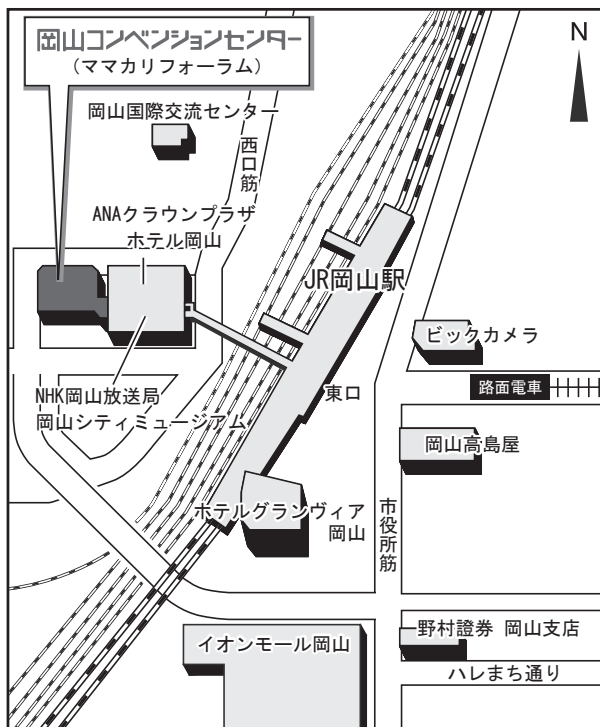 岡山コンベンションセンター
(ママカリフォーラム)
N
岡山国際交流センター
西口筋
ANAクラウンプラザ
ホテル岡山
JR岡山駅
ビックカメラ
路面電車
NHK岡山放送局
岡山シティミュージアム
東口
岡山高島屋
ホテルグランヴィア
岡山
市役所筋
野村證券 岡山支店
イオンモール岡山
ハレまち通り